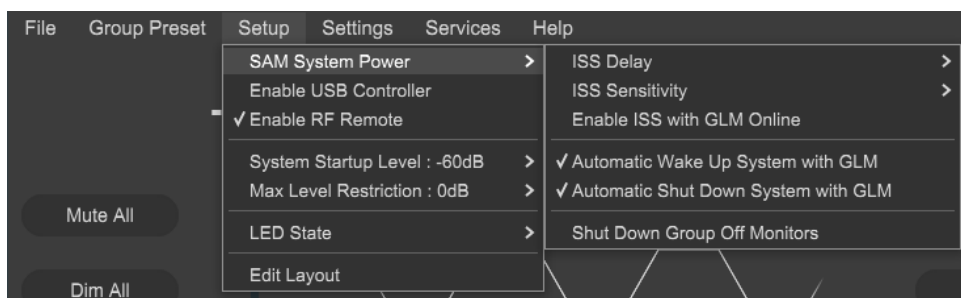 File Group Preset Setup Settings Services Help
SAM System Power >
Enable USB Controller
✓ Enable RF Remote
System Startup Level : -60dB >
Max Level Restriction : 0dB >
LED State >
Edit Layout
ISS Delay >
ISS Sensitivity >
Enable ISS with GLM Online
✓ Automatic Wake Up System with GLM
✓ Automatic Shut Down System with GLM
Shut Down Group Off Monitors
Mute All
Dim All